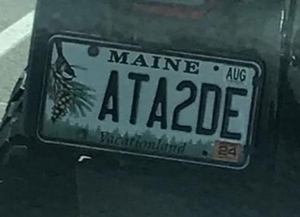 MAINE
AUG
ATA2DE
Vacationland
24